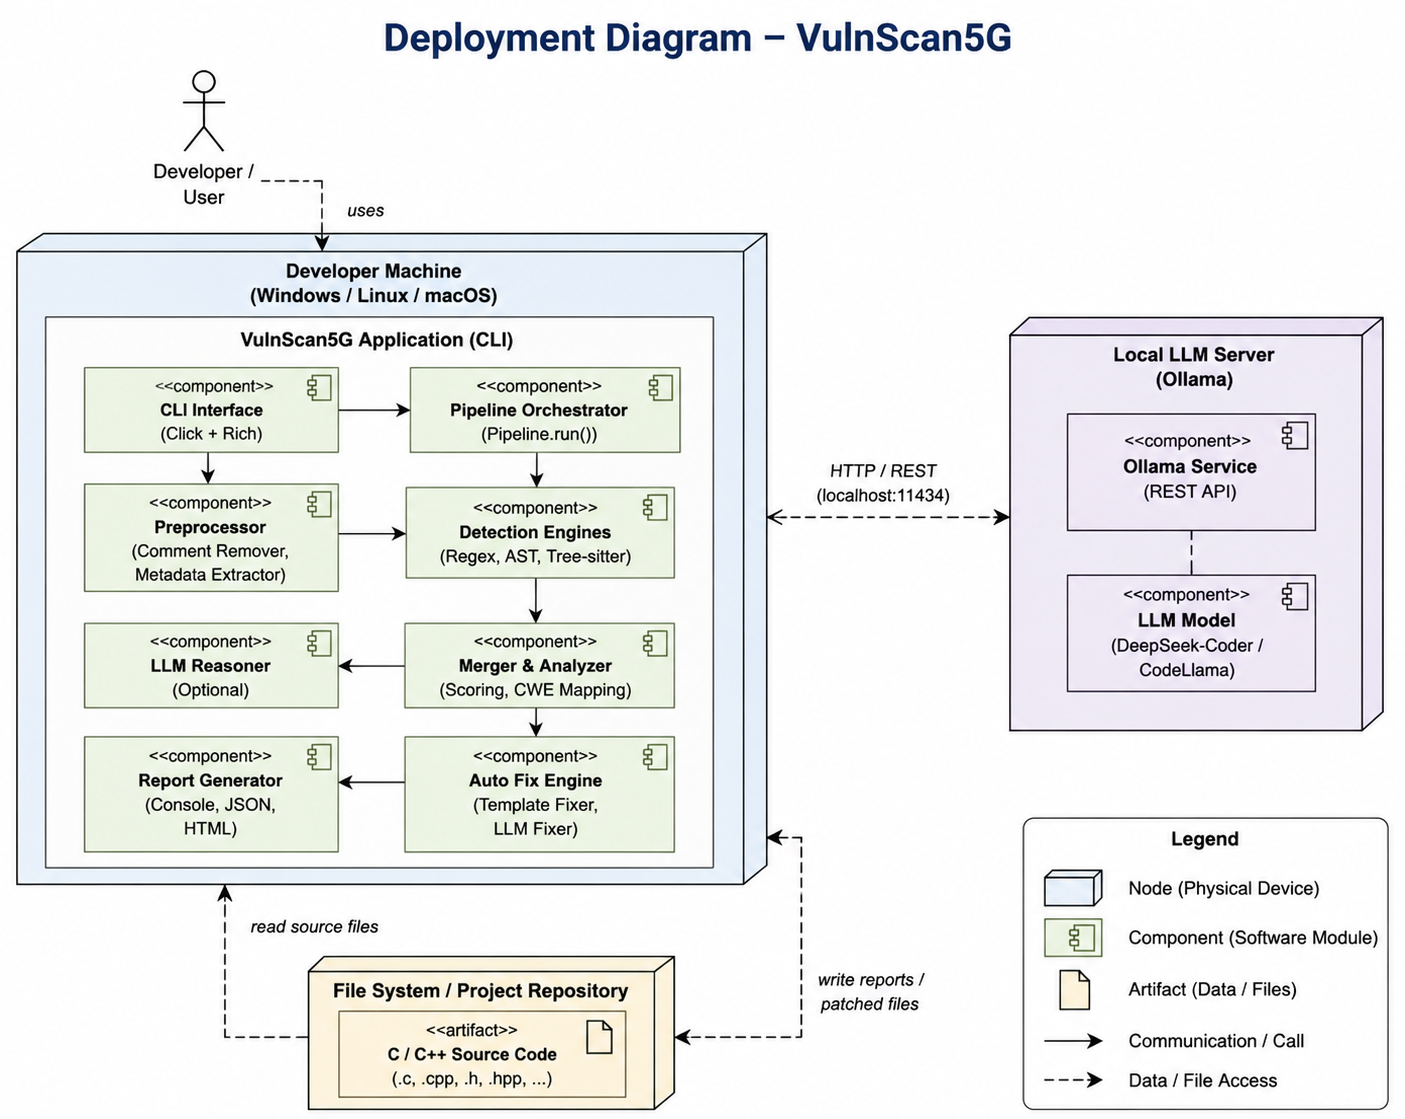 Deployment Diagram – VulnScan5G
Developer /
User
uses
Developer Machine
(Windows / Linux / macOS)
VulnScan5G Application (CLI)
<<component>>
CLI Interface
(Click + Rich)
<<component>>
Pipeline Orchestrator
(Pipeline.run())
<<component>>
Preprocessor
(Comment Remover,
Metadata Extractor)
<<component>>
Detection Engines
(Regex, AST, Tree-sitter)
<<component>>
LLM Reasoner
(Optional)
<<component>>
Merger & Analyzer
(Scoring, CWE Mapping)
<<component>>
Report Generator
(Console, JSON,
HTML)
<<component>>
Auto Fix Engine
(Template Fixer,
LLM Fixer)
HTTP / REST
(localhost:11434)
Local LLM Server
(Ollama)
<<component>>
Ollama Service
(REST API)
<<component>>
LLM Model
(DeepSeek-Coder /
CodeLlama)
read source files
write reports /
patched files
File System / Project Repository
<<artifact>>
C / C++ Source Code
(.c, .cpp, .h, .hpp, ...)
Legend
Node (Physical Device)
Component (Software Module)
Artifact (Data / Files)
Communication / Call
Data / File Access